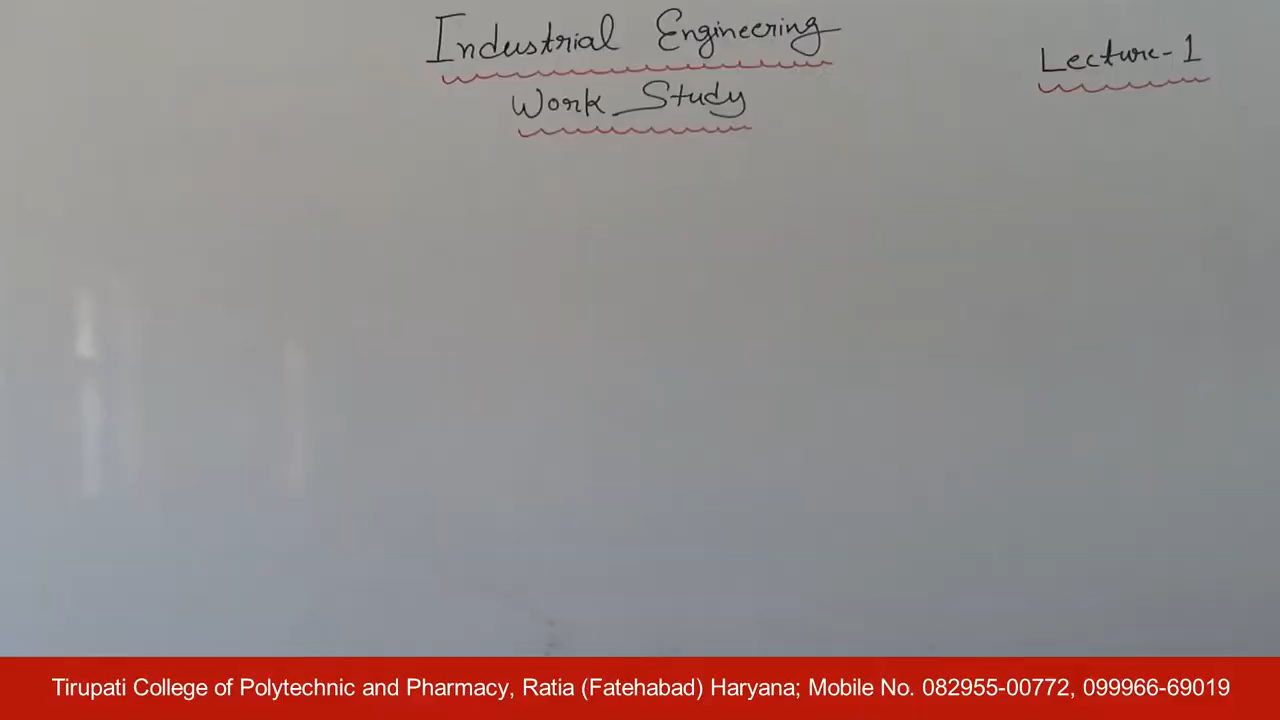 Industrial Engineering
Lecture-1
Work Study
Tirupati College of Polytechnic and Pharmacy, Ratia (Fatehabad) Haryana; Mobile No. 082955-00772, 099966-69019